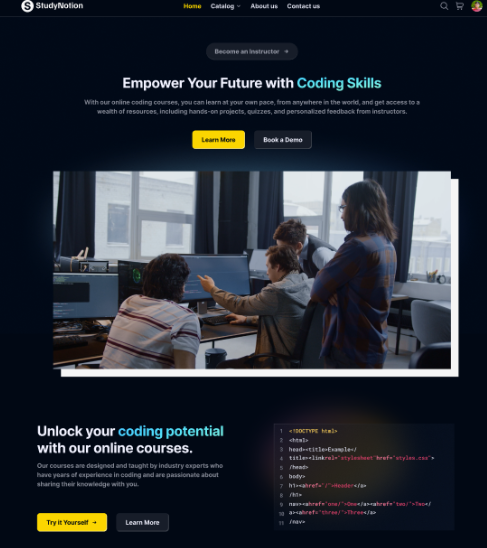 StudyNotion
Home Catalog About us Contact us
Become an Instructor
Empower Your Future with Coding Skills
With our online coding courses, you can learn at your own pace, from anywhere in the world, and get access to a
wealth of resources, including hands-on projects, quizzes, and personalized feedback from instructors.
Learn More Book a Demo
Unlock your coding potential
with our online courses.
Our courses are designed and taught by industry experts who
have years of experience in coding and are passionate about
sharing their knowledge with you.
Try it Yourself Learn More
1 <!DOCTYPE html>
2 <html>
3 head><title>Example</
4 title><linkrel="stylesheet"href="styles.css">
5 /head>
6 body>
7 h1><ahref="/">Header</a>
8 /h1>
9 nav><ahref="one/">One</a><ahref="two/">Two</
10 a><ahref="three/">Three</a>
11 /nav>